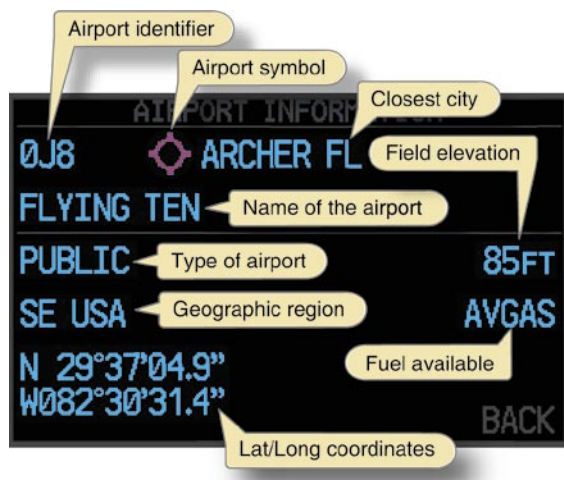 Airport identifier
Airport symbol
Closest city
AIRPORT INFORMATION
0J8 ARCHER FL
Field elevation
FLYING TEN
Name of the airport
PUBLIC
Type of airport
85FT
SE USA
Geographic region
AVGAS
Fuel available
N 29°37'04.9"
W082°30'31.4"
BACK
Lat/Long coordinates